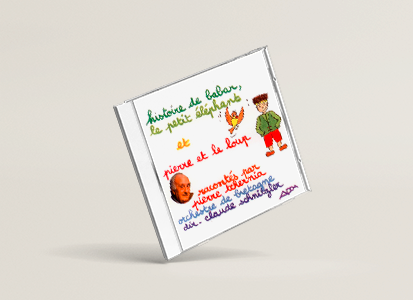 histoire de babar,
le petit éléphant
et
pierre et le loup
racontés par
pierre tchernia
orchestre de bretagne
dir. claude schnitzler